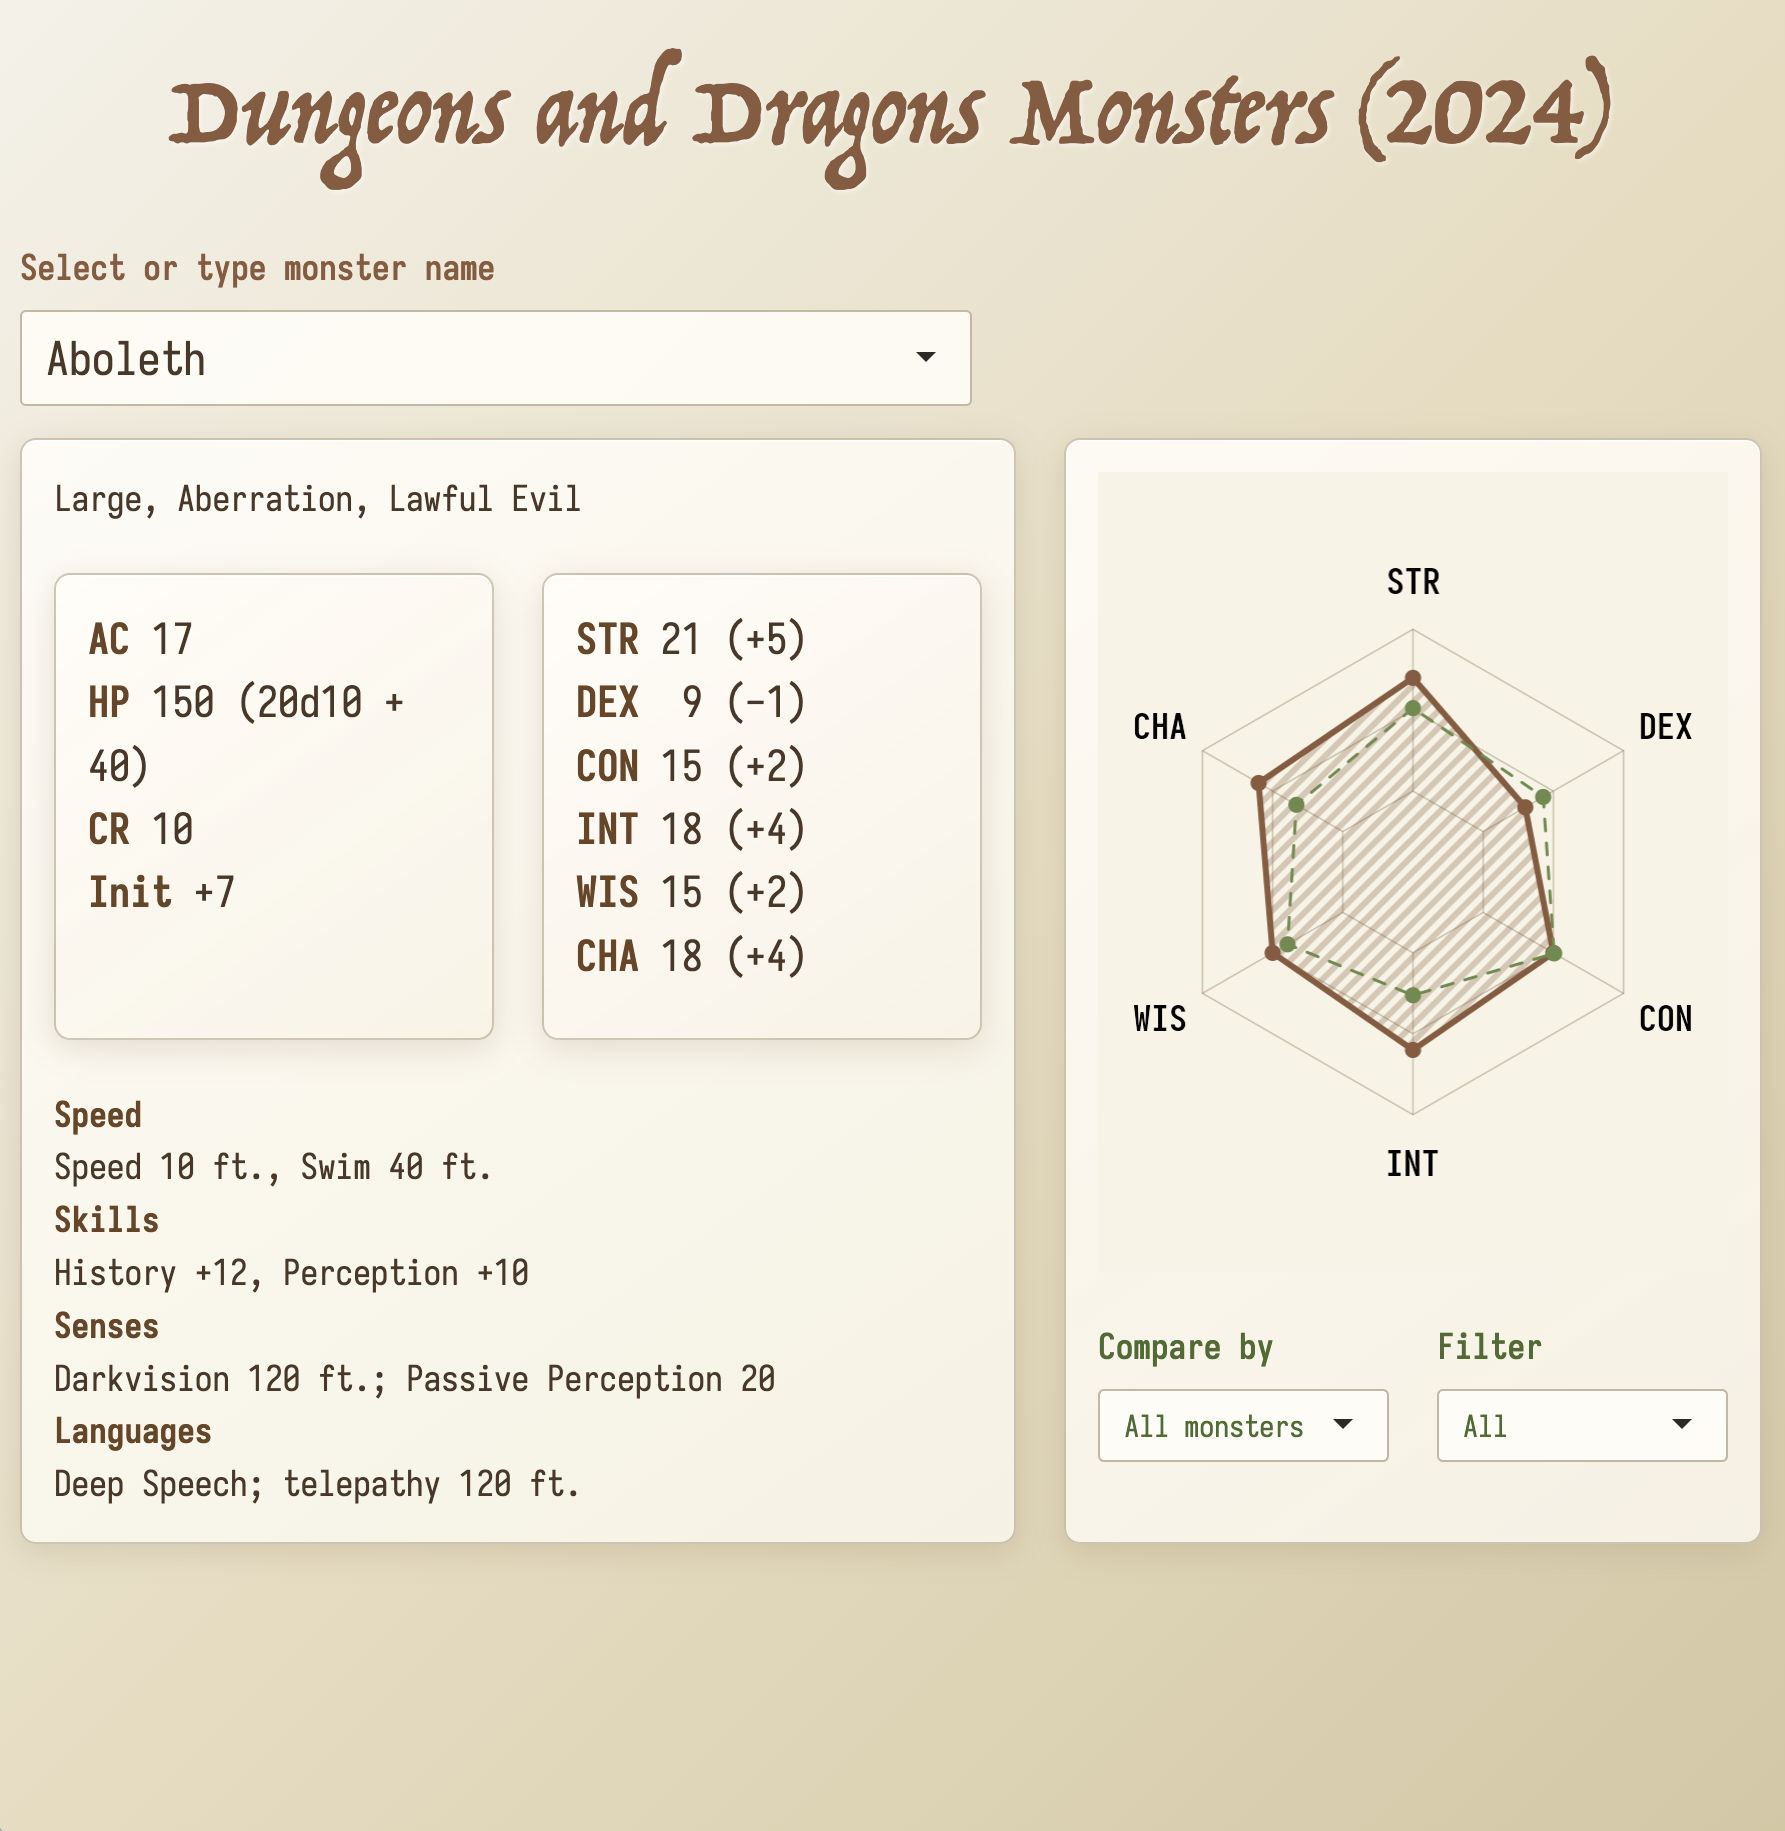 Dungeons and Dragons Monsters (2024)
Select or type monster name
Aboleth
Large, Aberration, Lawful Evil
AC 17
HP 150 (20d10 +
40)
CR 10
Init +7
STR 21 (+5)
DEX  9 (−1)
CON 15 (+2)
INT 18 (+4)
WIS 15 (+2)
CHA 18 (+4)
Speed
Speed 10 ft., Swim 40 ft.
Skills
History +12, Perception +10
Senses
Darkvision 120 ft.; Passive Perception 20
Languages
Deep Speech; telepathy 120 ft.
STR
CHA
DEX
WIS
CON
INT
Compare by
Filter
All monsters
All